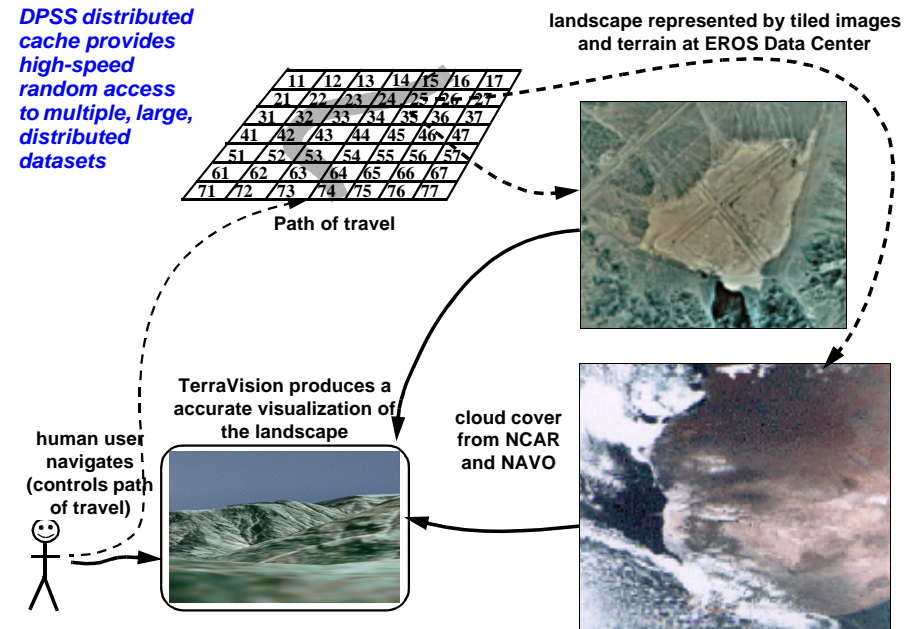 DPSS distributed
cache provides
high-speed
random access
to multiple, large,
distributed
datasets
landscape represented by tiled images
and terrain at EROS Data Center
11 12 13 14 15 16 17
21 22 23 24 25 26 27
31 32 33 34 35 36 37
41 42 43 44 45 46 47
51 52 53 54 55 56 57
61 62 63 64 65 66 67
71 72 73 74 75 76 77
Path of travel
TerraVision produces a
accurate visualization of
the landscape
cloud cover
from NCAR
and NAVO
human user
navigates
(controls path
of travel)